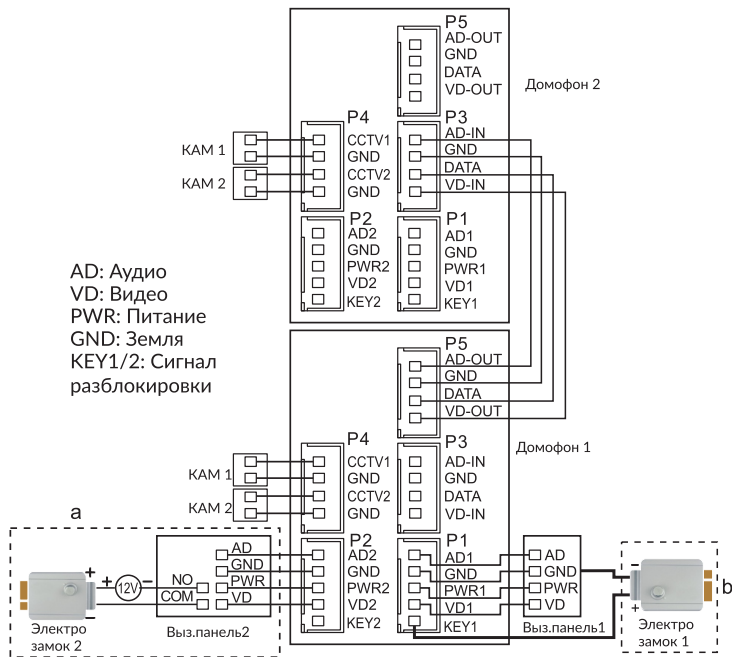 P5
AD-OUT
GND
DATA
VD-OUT
Домофон 2
P4
CCTV1
GND
CCTV2
GND
КАМ 1
КАМ 2
P3
AD-IN
GND
DATA
VD-IN
P2
AD2
GND
PWR2
VD2
KEY2
P1
AD1
GND
PWR1
VD1
KEY1
AD: Аудио
VD: Видео
PWR: Питание
GND: Земля
KEY1/2: Сигнал
разблокировки
P5
AD-OUT
GND
DATA
VD-OUT
Домофон 1
P4
CCTV1
GND
CCTV2
GND
КАМ 1
КАМ 2
P3
AD-IN
GND
DATA
VD-IN
a
+
−
+ 12V −
Электро
замок 2
NO
COM
AD
GND
PWR
VD
Выз.панель2
P2
AD2
GND
PWR2
VD2
KEY2
P1
AD1
GND
PWR1
VD1
KEY1
AD
GND
PWR
VD
Выз.панель1
−
+
b
Электро
замок 1